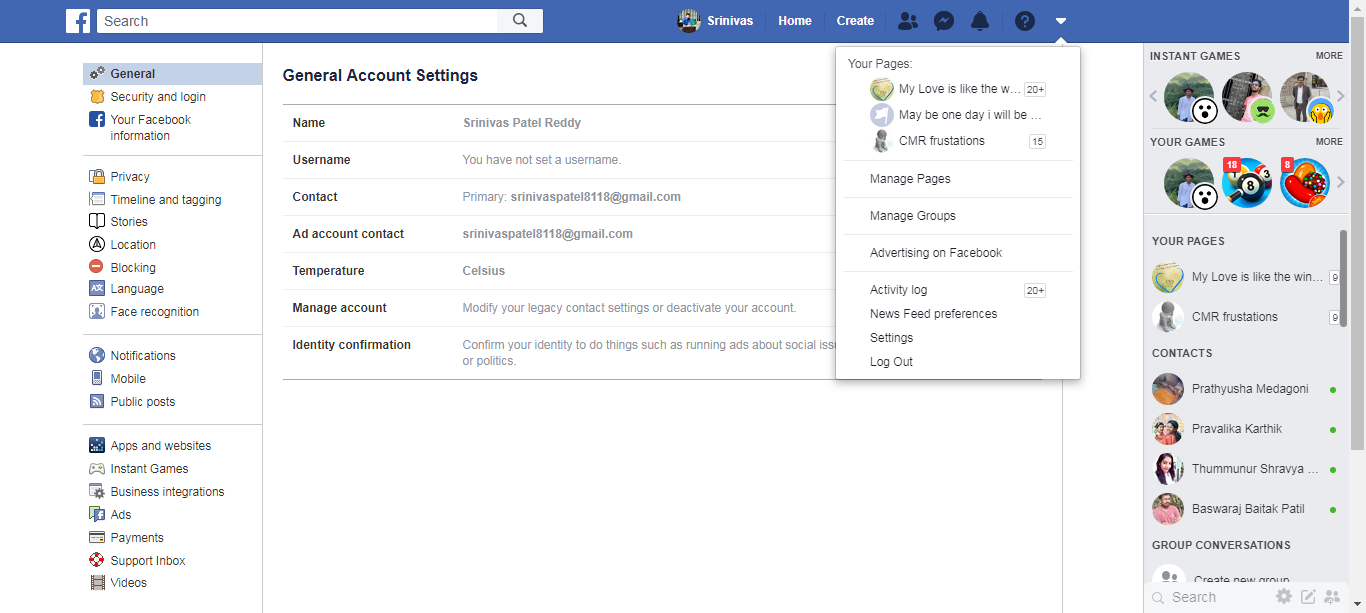 f
Search
Srinivas
Home
Create
General
Security and login
Your Facebook
information
Privacy
Timeline and tagging
Stories
Location
Blocking
Language
Face recognition
Notifications
Mobile
Public posts
Apps and websites
Instant Games
Business integrations
Ads
Payments
Support Inbox
Videos
General Account Settings
Name Srinivas Patel Reddy
Username You have not set a username.
Contact Primary: srinivaspatel8118@gmail.com
Ad account contact srinivaspatel8118@gmail.com
Temperature Celsius
Manage account Modify your legacy contact settings or deactivate your account.
Identity confirmation Confirm your identity to do things such as running ads about social
or politics.
Your Pages:
My Love is like the w... 20+
May be one day i will be ...
CMR frustations 15
Manage Pages
Manage Groups
Advertising on Facebook
Activity log 20+
News Feed preferences
Settings
Log Out
INSTANT GAMES MORE
YOUR GAMES MORE
18
8
YOUR PAGES
My Love is like the win... 9
CMR frustations 9
CONTACTS
Prathyusha Medagoni
Pravalika Karthik
Thummunur Shravya ...
Baswaraj Baitak Patil
GROUP CONVERSATIONS
Create new group
Search